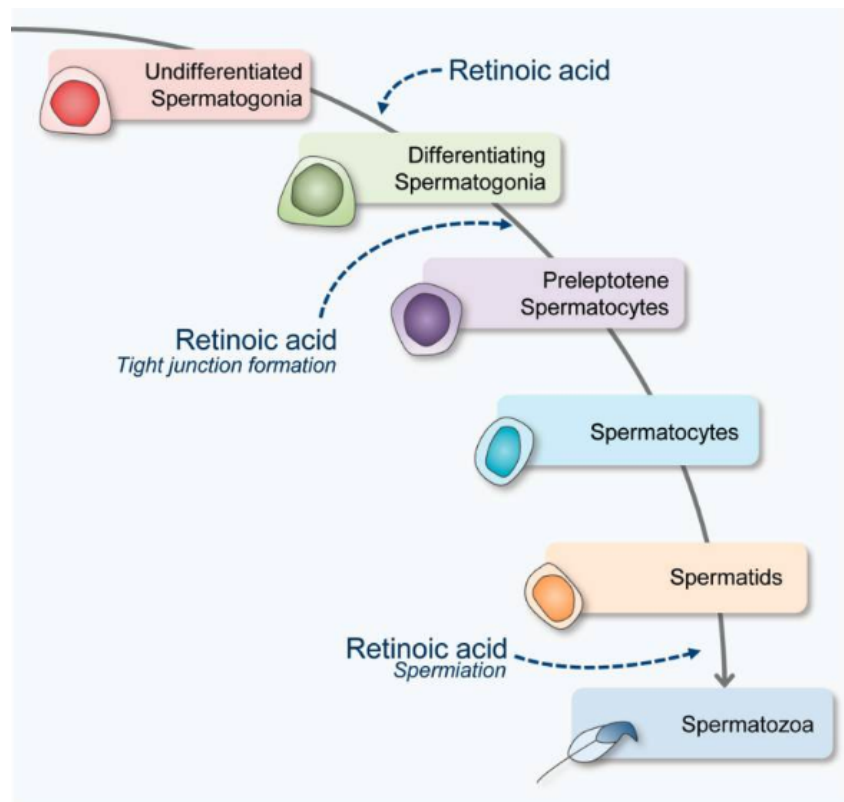 Undifferentiated
Spermatogonia
Retinoic acid
Differentiating
Spermatogonia
Preleptotene
Spermatocytes
Retinoic acid
Tight junction formation
Spermatocytes
Spermatids
Retinoic acid
Spermiation
Spermatozoa